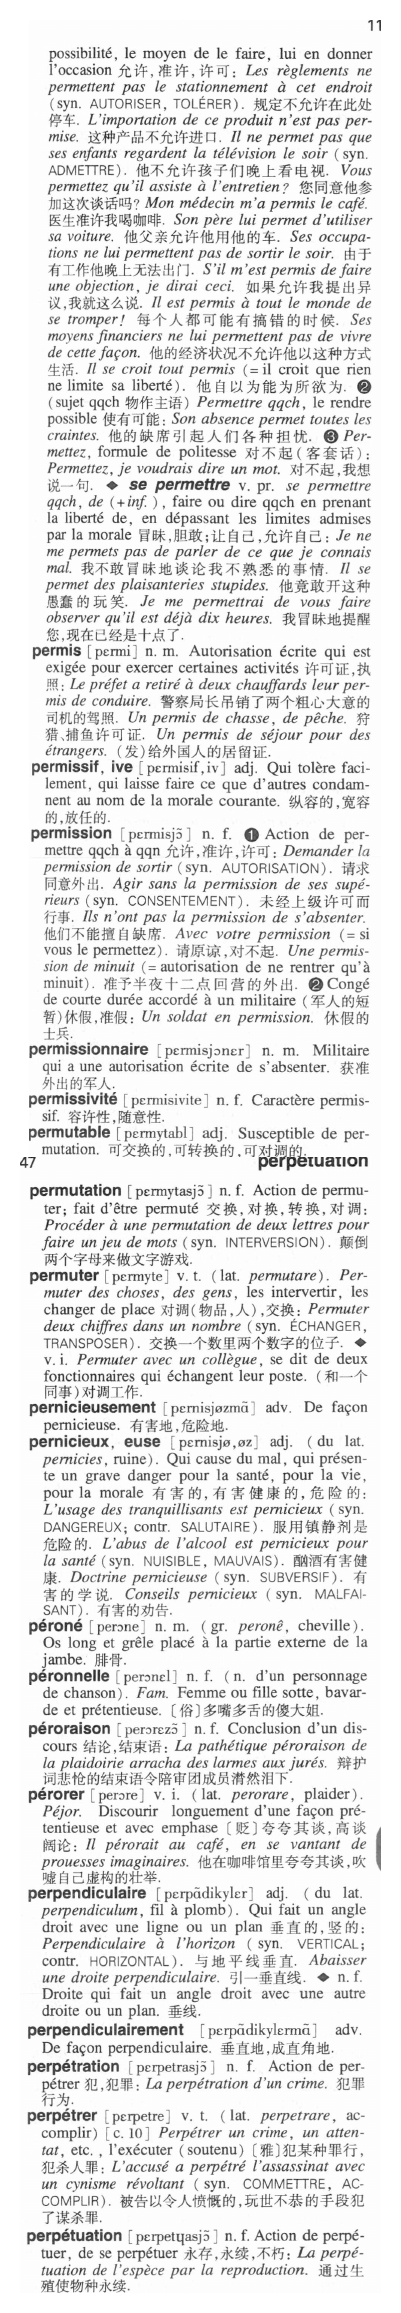 11
possibilité, le moyen de le faire, lui en donner
l'occasion 允许,准许,许可: Les règlements ne
permettent pas le stationnement à cet endroit
(syn. AUTORISER, TOLÉRER). 规定不允许在此处
停车. L'importation de ce produit n'est pas per-
mise. 这种产品不允许进口. Il ne permet pas que
ses enfants regardent la télévision le soir (syn.
ADMETTRE). 他不允许孩子们晚上看电视. Vous
permettez qu'il assiste à l'entretien? 您同意他参
加这次谈话吗? Mon médecin m'a permis le café.
医生准许我喝咖啡. Son père lui permet d'utiliser
sa voiture. 他父亲允许他用他的车. Ses occupa-
tions ne lui permettent pas de sortir le soir. 由于
有工作他晚上无法出门. S'il m'est permis de faire
une objection, je dirai ceci. 如果允许我提出异
议,我就这么说. Il est permis à tout le monde de
se tromper! 每个人都可能有搞错的时候. Ses
moyens financiers ne lui permettent pas de vivre
de cette façon. 他的经济状况不允许他以这种方式
生活. Il se croit tout permis (= il croit que rien
ne limite sa liberté). 他自以为能为所欲为. ❷
(sujet qqch 物作主语) Permettre qqch, le rendre
possible 使有可能: Son absence permet toutes les
craintes. 他的缺席引起人们各种担忧. ❸ Per-
mettez, formule de politesse 对不起(客套话):
Permettez, je voudrais dire un mot. 对不起,我想
说一句. ◆ se permettre v. pr. se permettre
qqch, de (+inf.), faire ou dire qqch en prenant
la liberté de, en dépassant les limites admises
par la morale 冒昧,胆敢;让自己,允许自己: Je ne
me permets pas de parler de ce que je connais
mal. 我不敢冒昧地谈论我不熟悉的事情. Il se
permet des plaisanteries stupides. 他竟敢开这种
愚蠢的玩笑. Je me permettrai de vous faire
observer qu'il est déjà dix heures. 我冒昧地提醒
您,现在已经是十点了.
permis [pɛrmi] n. m. Autorisation écrite qui est
exigée pour exercer certaines activités 许可证,执
照: Le préfet a retiré à deux chauffards leur per-
mis de conduire. 警察局长吊销了两个粗心大意的
司机的驾照. Un permis de chasse, de pêche. 狩
猎、捕鱼许可证. Un permis de séjour pour des
étrangers. (发)给外国人的居留证.
permissif, ive [pɛrmisif,iv] adj. Qui tolère faci-
lement, qui laisse faire ce que d'autres condam-
nent au nom de la morale courante. 纵容的,宽容
的,放任的.
permission [pɛrmisjɔ̃] n. f. ❶ Action de per-
mettre qqch à qqn 允许,准许,许可: Demander la
permission de sortir (syn. AUTORISATION). 请求
同意外出. Agir sans la permission de ses supé-
rieurs (syn. CONSENTEMENT). 未经上级许可而
行事. Ils n'ont pas la permission de s'absenter.
他们不能擅自缺席. Avec votre permission (= si
vous le permettez). 请原谅,对不起. Une permis-
sion de minuit (= autorisation de ne rentrer qu'à
minuit). 准予半夜十二点回营的外出. ❷ Congé
de courte durée accordé à un militaire (军人的短
暂)休假,准假: Un soldat en permission. 休假的
士兵.
permissionnaire [pɛrmisjɔnɛr] n. m. Militaire
qui a une autorisation écrite de s'absenter. 获准
外出的军人.
permissivité [pɛrmisivite] n. f. Caractère permis-
sif. 容许性,随意性.
permutable [pɛrmytabl] adj. Susceptible de per-
mutation. 可交换的,可转换的,可对调的.
47 perpétuation
permutation [pɛrmytasjɔ̃] n. f. Action de permu-
ter; fait d'être permuté 交换,对换,转换,对调:
Procéder à une permutation de deux lettres pour
faire un jeu de mots (syn. INTERVERSION). 颠倒
两个字母来做文字游戏.
permuter [pɛrmyte] v. t. (lat. permutare). Per-
muter des choses, des gens, les intervertir, les
changer de place 对调(物品,人),交换: Permuter
deux chiffres dans un nombre (syn. ÉCHANGER,
TRANSPOSER). 交换一个数里两个数字的位子. ◆
v. i. Permuter avec un collègue, se dit de deux
fonctionnaires qui échangent leur poste. (和一个
同事)对调工作.
pernicieusement [pɛrnisjøzmɑ̃] adv. De façon
pernicieuse. 有害地,危险地.
pernicieux, euse [pɛrnisjø,øz] adj. (du lat.
pernicies, ruine). Qui cause du mal, qui présen-
te un grave danger pour la santé, pour la vie,
pour la morale 有害的,有害健康的,危险的:
L'usage des tranquillisants est pernicieux (syn.
DANGEREUX; contr. SALUTAIRE). 服用镇静剂是
危险的. L'abus de l'alcool est pernicieux pour
la santé (syn. NUISIBLE, MAUVAIS). 酗酒有害健
康. Doctrine pernicieuse (syn. SUBVERSIF). 有
害的学说. Conseils pernicieux (syn. MALFAI-
SANT). 有害的劝告.
péroné [perɔne] n. m. (gr. peronê, cheville).
Os long et grêle placé à la partie externe de la
jambe. 腓骨.
péronnelle [perɔnɛl] n. f. (n. d'un personnage
de chanson). Fam. Femme ou fille sotte, bavar-
de et prétentieuse. 〔俗〕多嘴多舌的傻大姐.
péroraison [perɔrɛzɔ̃] n. f. Conclusion d'un dis-
cours 结论,结束语: La pathétique péroraison de
la plaidoirie arracha des larmes aux jurés. 辩护
词悲怆的结束语令陪审团成员潸然泪下.
pérorer [perɔre] v. i. (lat. perorare, plaider).
Péjor. Discourir longuement d'une façon pré-
tentieuse et avec emphase 〔贬〕夸夸其谈,高谈
阔论: Il pérorait au café, en se vantant de
prouesses imaginaires. 他在咖啡馆里夸夸其谈,吹
嘘自己虚构的壮举.
perpendiculaire [pɛrpɑ̃dikylɛr] adj. (du lat.
perpendiculum, fil à plomb). Qui fait un angle
droit avec une ligne ou un plan 垂直的,竖的:
Perpendiculaire à l'horizon (syn. VERTICAL;
contr. HORIZONTAL). 与地平线垂直. Abaisser
une droite perpendiculaire. 引一垂直线. ◆ n. f.
Droite qui fait un angle droit avec une autre
droite ou un plan. 垂线.
perpendiculairement [pɛrpɑ̃dikylɛrmɑ̃] adv.
De façon perpendiculaire. 垂直地,成直角地.
perpétration [pɛrpetrasjɔ̃] n. f. Action de per-
pétrer 犯,犯罪: La perpétration d'un crime. 犯罪
行为.
perpétrer [pɛrpetre] v. t. (lat. perpetrare, ac-
complir) [c. 10] Perpétrer un crime, un atten-
tat, etc., l'exécuter (soutenu) 〔雅〕犯某种罪行,
犯杀人罪: L'accusé a perpétré l'assassinat avec
un cynisme révoltant (syn. COMMETTRE, AC-
COMPLIR). 被告以令人愤慨的,玩世不恭的手段犯
了谋杀罪.
perpétuation [pɛrpetɥasjɔ̃] n. f. Action de perpé-
tuer, de se perpétuer 永存,永续,不朽: La perpé-
tuation de l'espèce par la reproduction. 通过生
殖使物种永续.